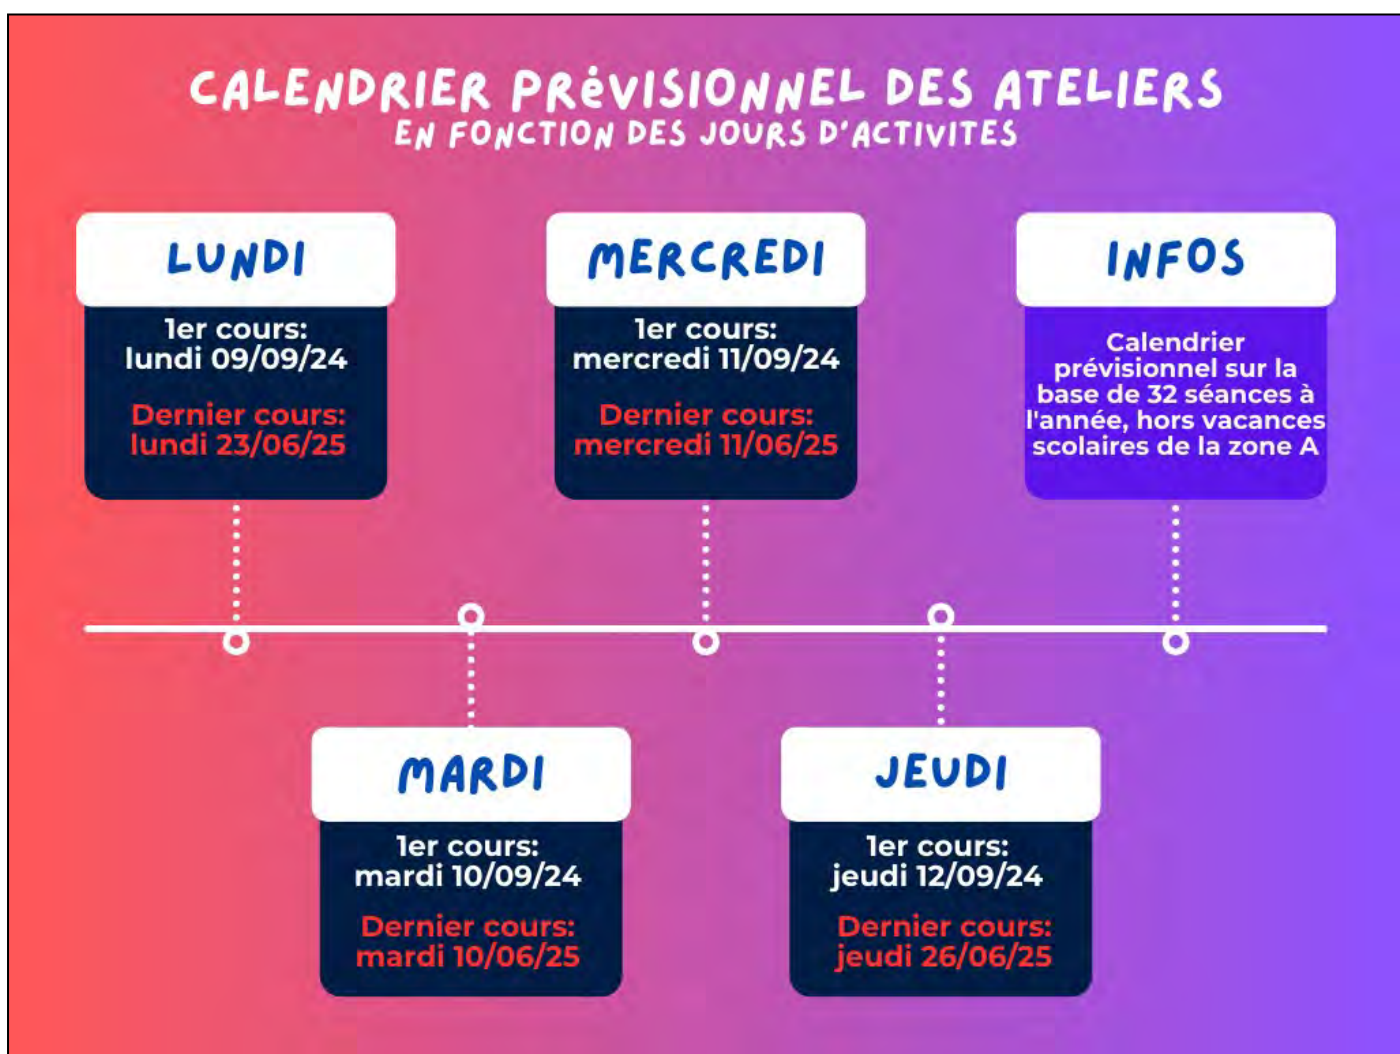 CALENDRIER PRÉVISIONNEL DES ATELIERS
EN FONCTION DES JOURS D'ACTIVITES
LUNDI
1er cours:
lundi 09/09/24
Dernier cours:
lundi 23/06/25
MERCREDI
1er cours:
mercredi 11/09/24
Dernier cours:
mercredi 11/06/25
INFOS
Calendrier
prévisionnel sur la
base de 32 séances à
l'année, hors vacances
scolaires de la zone A
MARDI
1er cours:
mardi 10/09/24
Dernier cours:
mardi 10/06/25
JEUDI
1er cours:
jeudi 12/09/24
Dernier cours:
jeudi 26/06/25